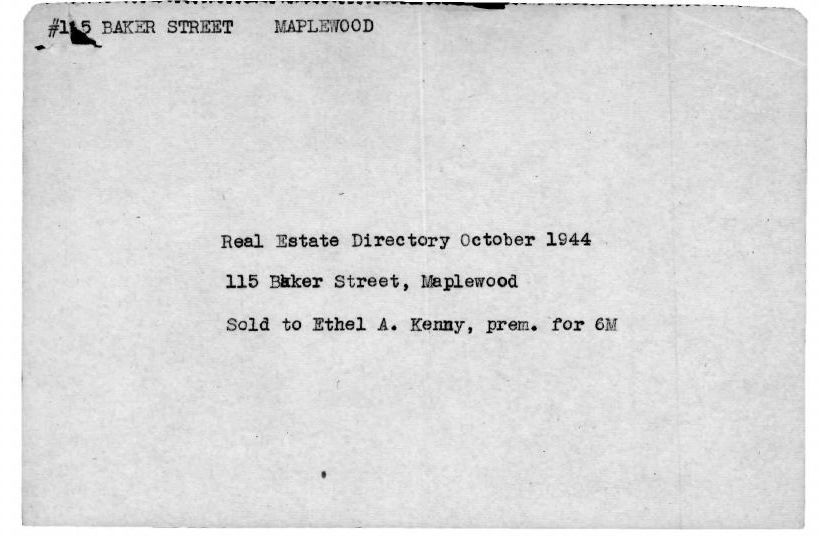 #115 BAKER STREET MAPLEWOOD
Real Estate Directory October 1944
115 Baker Street, Maplewood
Sold to Ethel A. Kenny, prem. for 6M